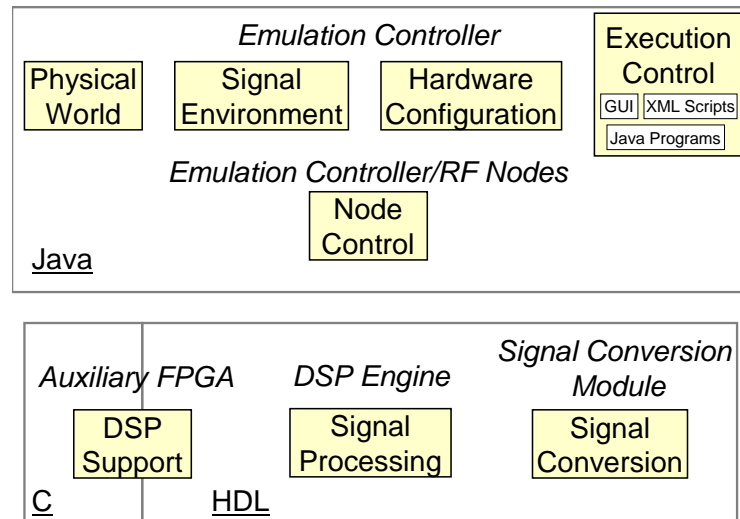 Emulation Controller
Physical
World
Signal
Environment
Hardware
Configuration
Execution
Control
GUI
XML Scripts
Java Programs
Emulation Controller/RF Nodes
Node
Control
Java
Auxiliary FPGA
DSP Engine
Signal Conversion
Module
DSP
Support
Signal
Processing
Signal
Conversion
C
HDL